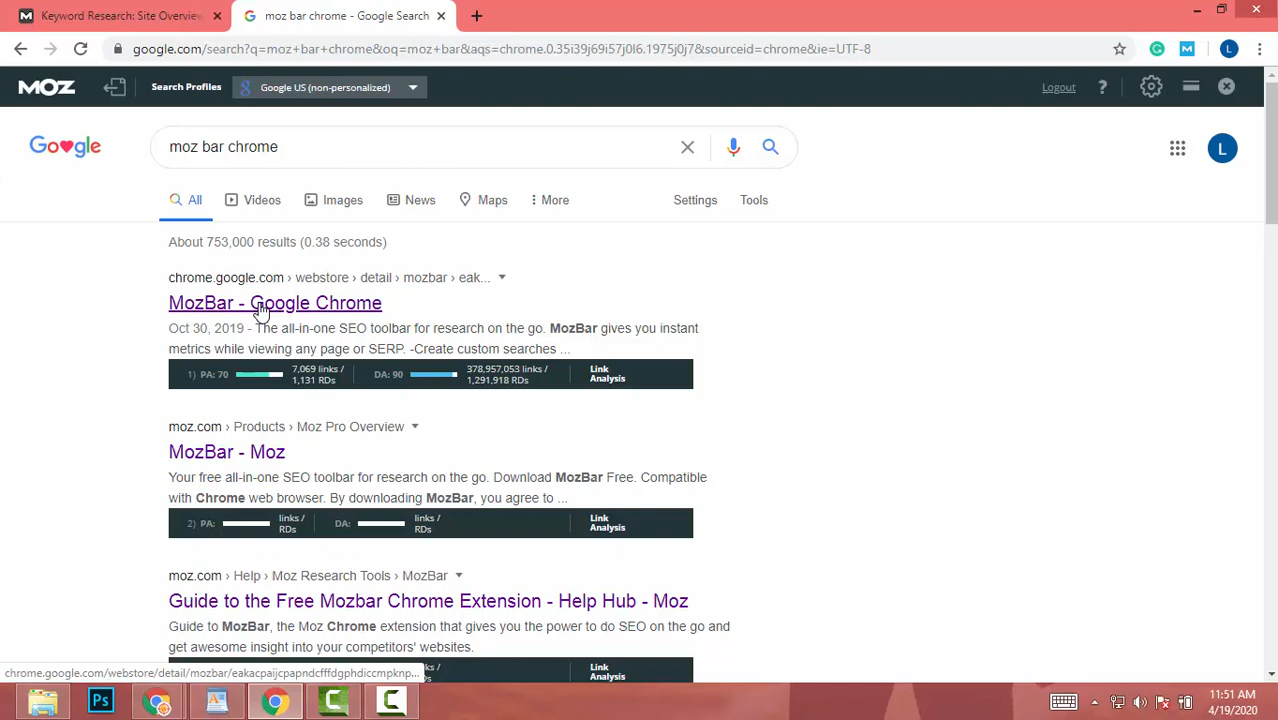 Keyword Research: Site Overview
moz bar chrome - Google Search
google.com/search?q=moz+bar+chrome&oq=moz+bar&aqs=chrome.0.35i39j69i57j0l6.1975j0j7&sourceid=chrome&ie=UTF-8
L
MOZ
Search Profiles
Google US (non-personalized)
Logout
?
Google
moz bar chrome
L
All
Videos
Images
News
Maps
More
Settings
Tools
About 753,000 results (0.38 seconds)
chrome.google.com › webstore › detail › mozbar › eak...
MozBar - Google Chrome
Oct 30, 2019 - The all-in-one SEO toolbar for research on the go. MozBar gives you instant
metrics while viewing any page or SERP. -Create custom searches ...
1) PA: 70 7,069 links / 1,131 RDs DA: 90 378,957,053 links / 1,291,918 RDs Link Analysis
moz.com › Products › Moz Pro Overview
MozBar - Moz
Your free all-in-one SEO toolbar for research on the go. Download MozBar Free. Compatible
with Chrome web browser. By downloading MozBar, you agree to ...
2) PA: links / RDs DA: links / RDs Link Analysis
moz.com › Help › Moz Research Tools › MozBar
Guide to the Free Mozbar Chrome Extension - Help Hub - Moz
Guide to MozBar, the Moz Chrome extension that gives you the power to do SEO on the go and
get awesome insight into your competitors' websites.
links / links / Link
chrome.google.com/webstore/detail/mozbar/eakacpaijcpapndcfffdgphdiccmpknp...
Ps
11:51 AM
4/19/2020